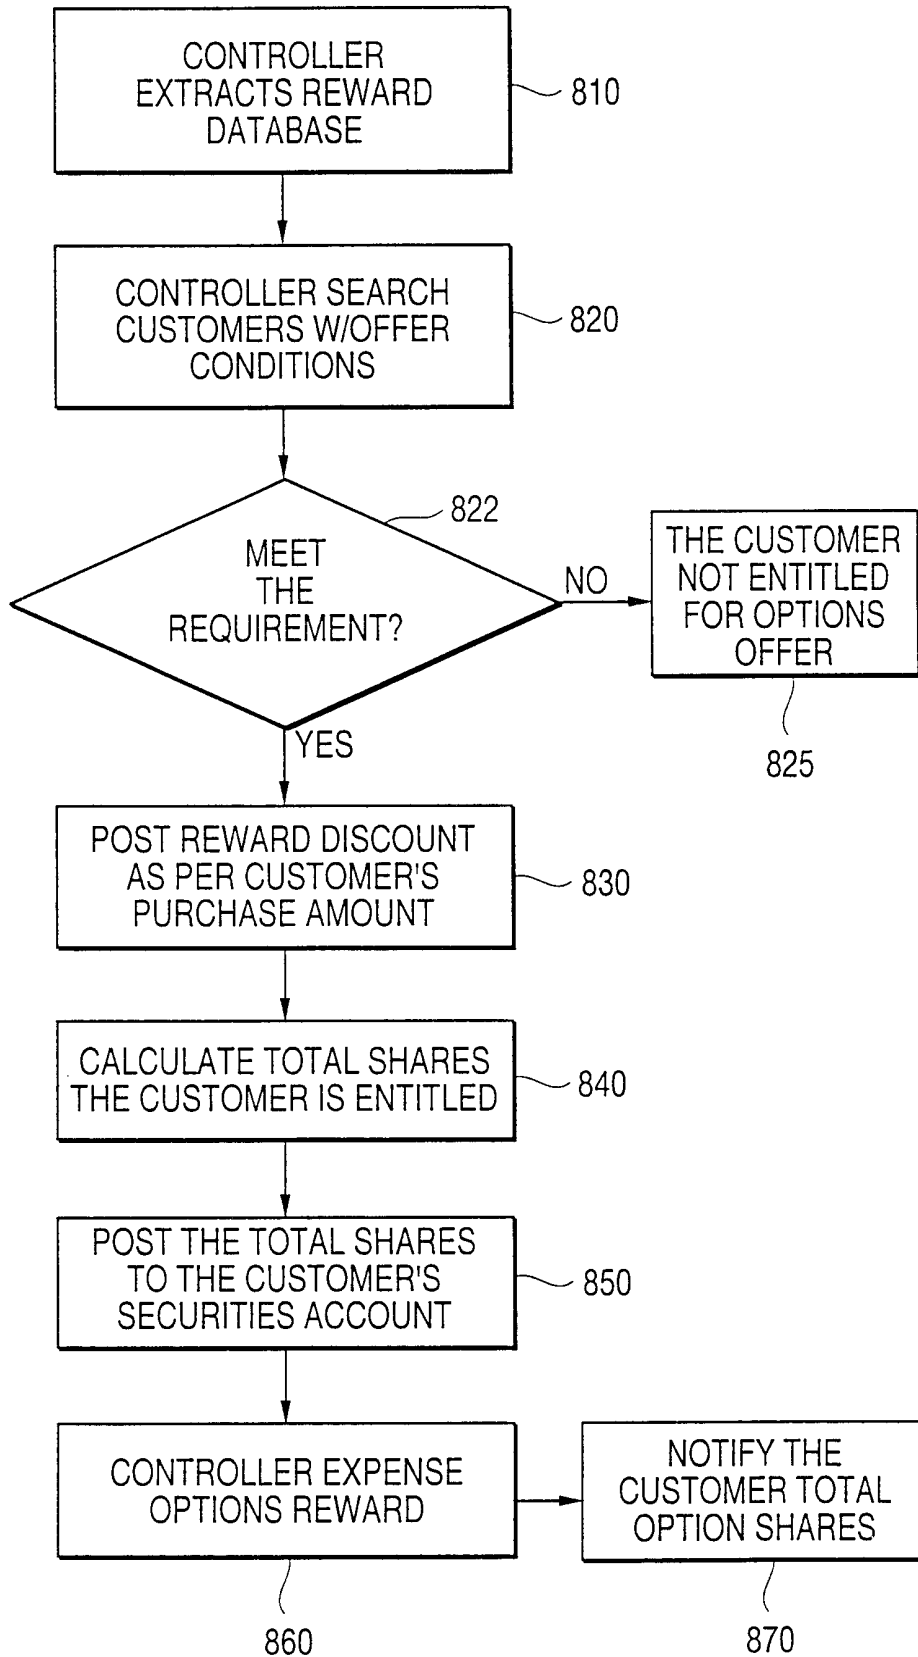 CONTROLLER
EXTRACTS REWARD
DATABASE
810
CONTROLLER SEARCH
CUSTOMERS W/OFFER
CONDITIONS
820
822
MEET
THE
REQUIREMENT?
NO
THE CUSTOMER
NOT ENTITLED
FOR OPTIONS
OFFER
825
YES
POST REWARD DISCOUNT
AS PER CUSTOMER'S
PURCHASE AMOUNT
830
CALCULATE TOTAL SHARES
THE CUSTOMER IS ENTITLED
840
POST THE TOTAL SHARES
TO THE CUSTOMER'S
SECURITIES ACCOUNT
850
CONTROLLER EXPENSE
OPTIONS REWARD
860
NOTIFY THE
CUSTOMER TOTAL
OPTION SHARES
870